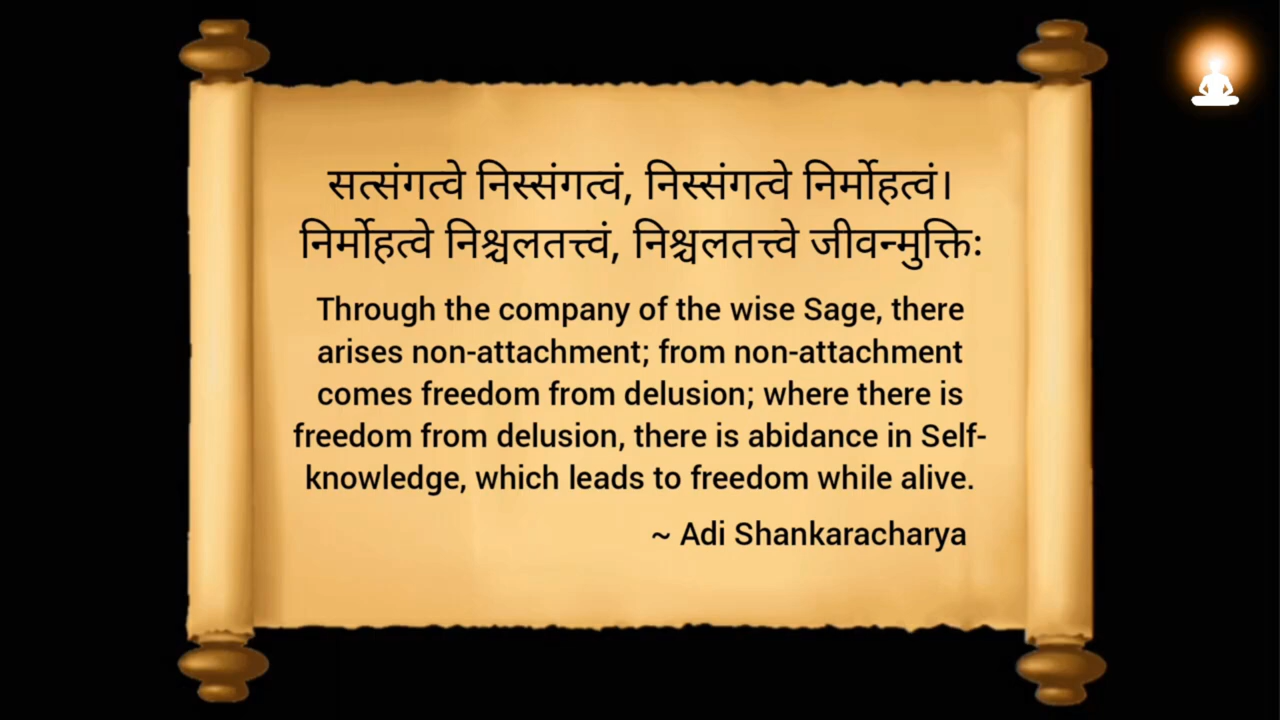 सत्संगत्वे निस्संगत्वं, निस्संगत्वे निर्मोहत्वं।
निर्मोहत्वे निश्चलतत्त्वं, निश्चलतत्त्वे जीवन्मुक्तिः
Through the company of the wise Sage, there
arises non-attachment; from non-attachment
comes freedom from delusion; where there is
freedom from delusion, there is abidance in Self-
knowledge, which leads to freedom while alive.
~ Adi Shankaracharya